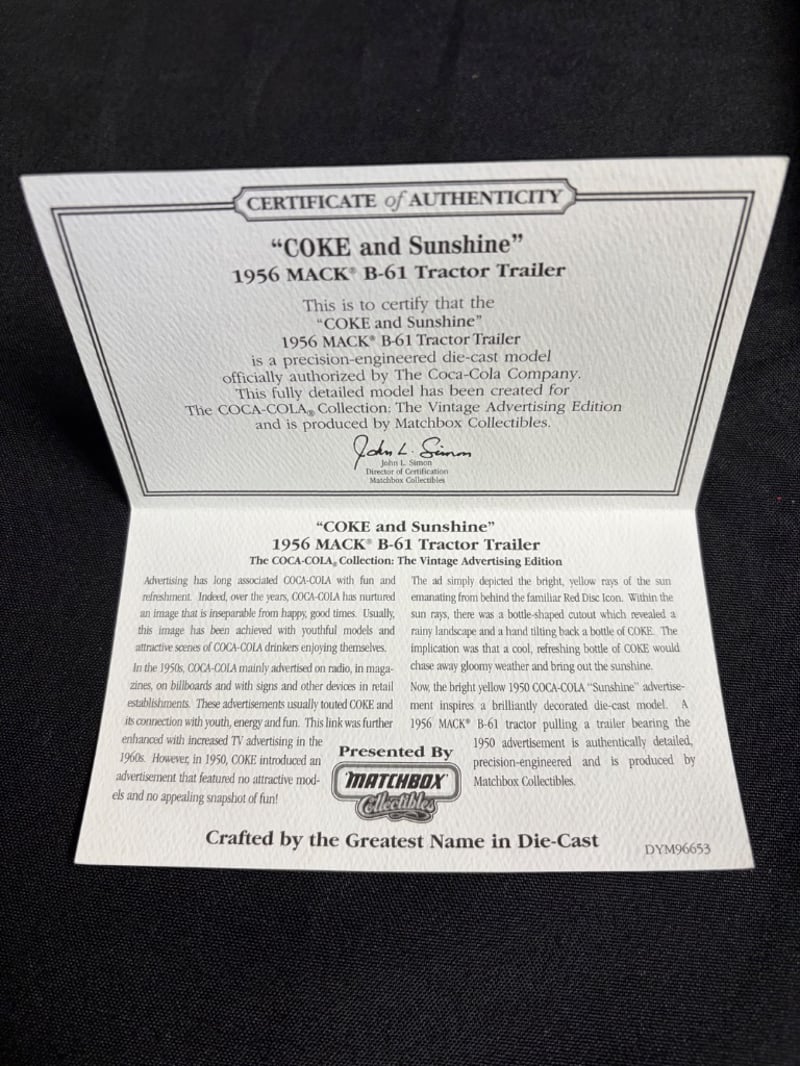 CERTIFICATE of AUTHENTICITY
“COKE and Sunshine”
1956 MACK® B-61 Tractor Trailer
This is to certify that the
“COKE and Sunshine”
1956 MACK® B-61 Tractor Trailer
is a precision-engineered die-cast model
officially authorized by The Coca-Cola Company.
This fully detailed model has been created for
The COCA-COLA® Collection: The Vintage Advertising Edition
and is produced by Matchbox Collectibles.
John L. Simon
John L. Simon
Director of Certification
Matchbox Collectibles
“COKE and Sunshine”
1956 MACK® B-61 Tractor Trailer
The COCA-COLA® Collection: The Vintage Advertising Edition
Advertising has long associated COCA-COLA with fun and
refreshment. Indeed, over the years, COCA-COLA has nurtured
an image that is inseparable from happy, good times. Usually,
this image has been achieved with youthful models and
attractive scenes of COCA-COLA drinkers enjoying themselves.
In the 1950s, COCA-COLA mainly advertised on radio, in maga-
zines, on billboards and with signs and other devices in retail
establishments. These advertisements usually touted COKE and
its connection with youth, energy and fun. This link was further
enhanced with increased TV advertising in the
1960s. However, in 1950, COKE introduced an
advertisement that featured no attractive mod-
els and no appealing snapshot of fun!
The ad simply depicted the bright, yellow rays of the sun
emanating from behind the familiar Red Disc Icon. Within the
sun rays, there was a bottle-shaped cutout which revealed a
rainy landscape and a hand tilting back a bottle of COKE. The
implication was that a cool, refreshing bottle of COKE would
chase away gloomy weather and bring out the sunshine.
Now, the bright yellow 1950 COCA-COLA “Sunshine” advertise-
ment inspires a brilliantly decorated die-cast model. A
1956 MACK® B-61 tractor pulling a trailer bearing the
1950 advertisement is authentically detailed,
precision-engineered and is produced by
Matchbox Collectibles.
Presented By
MATCHBOX
Collectibles
Crafted by the Greatest Name in Die-Cast
DYM96653